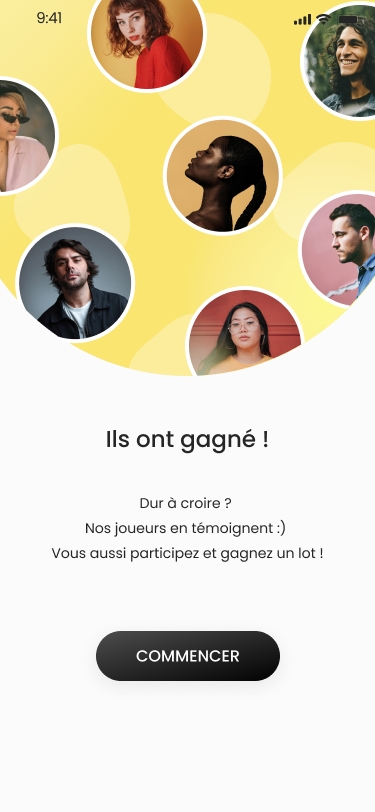 9:41
Ils ont gagné !
Dur à croire ?
Nos joueurs en témoignent :)
Vous aussi participez et gagnez un lot !
COMMENCER